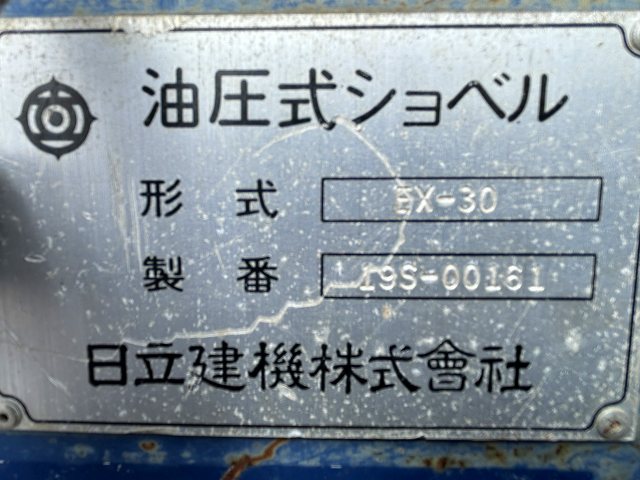 油圧式ショベル
形式 EX-30
製番 19S-00161
日立建機株式會社